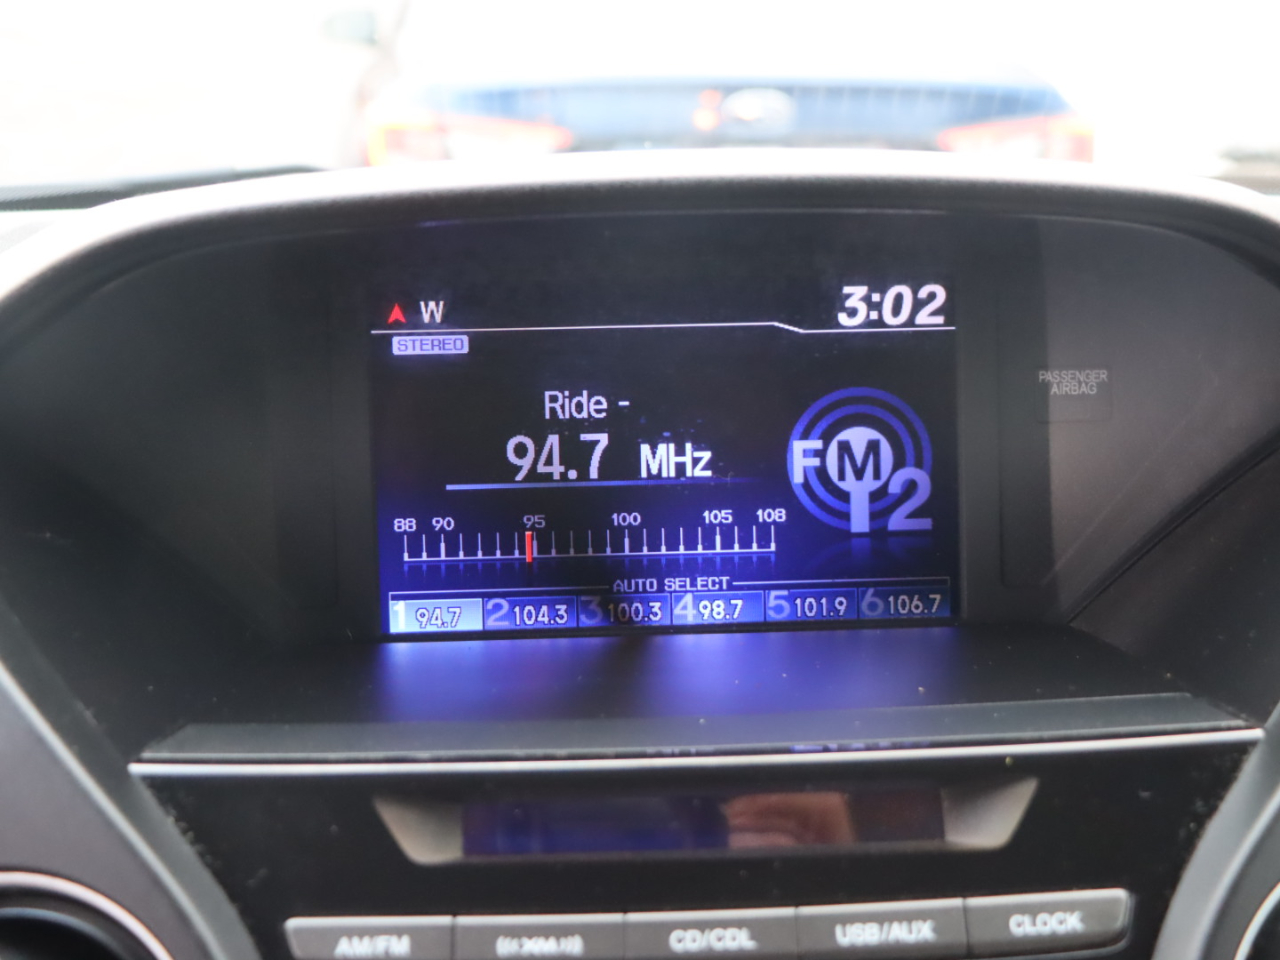 W
3:02
STEREO
Ride -
94.7 MHz
FM2
88 90 95 100 105 108
AUTO SELECT
1 94.7 2 104.3 3 100.3 4 98.7 5 101.9 6 106.7
PASSENGER
AIRBAG
AM/FM ((XM)) CD/CDL USB/AUX CLOCK